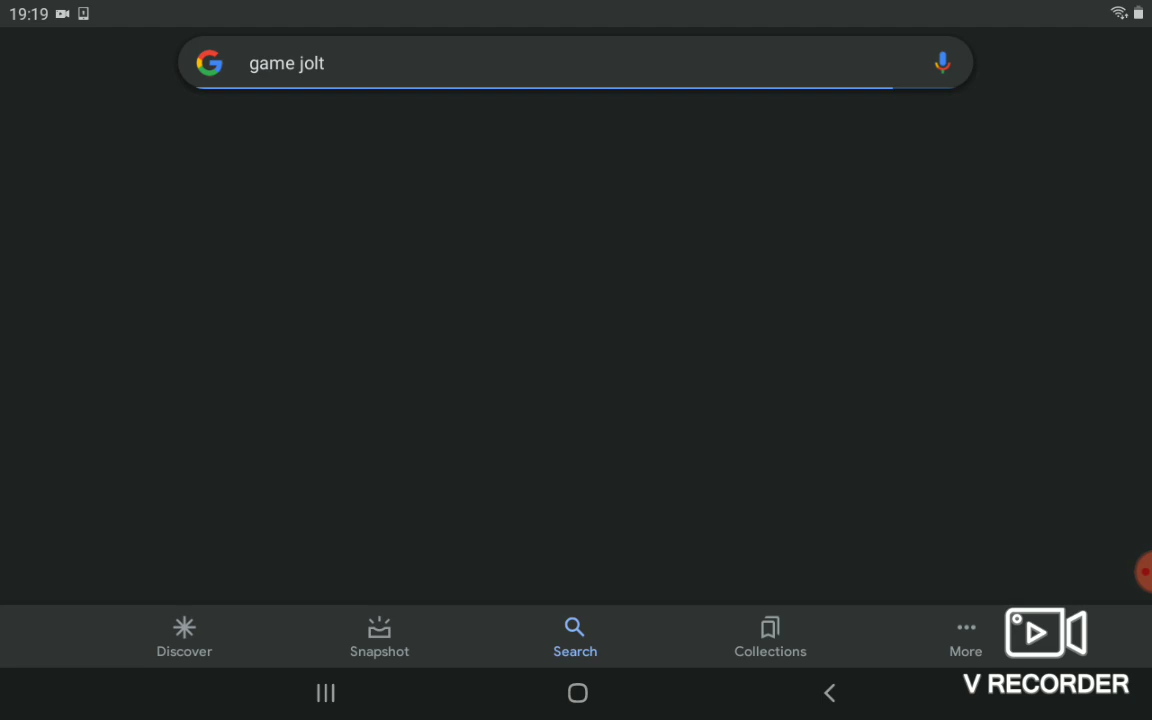 19:19
game jolt
Discover
Snapshot
Search
Collections
More
V RECORDER